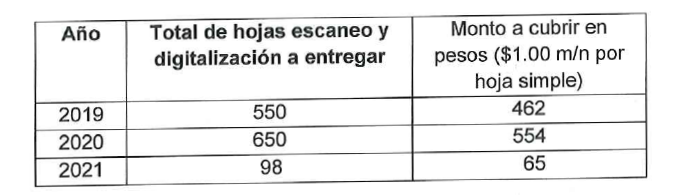 Año Total de hojas escaneo y digitalización a entregar Monto a cubrir en pesos ($1.00 m/n por hoja simple)
2019 550 462
2020 650 554
2021 98 65